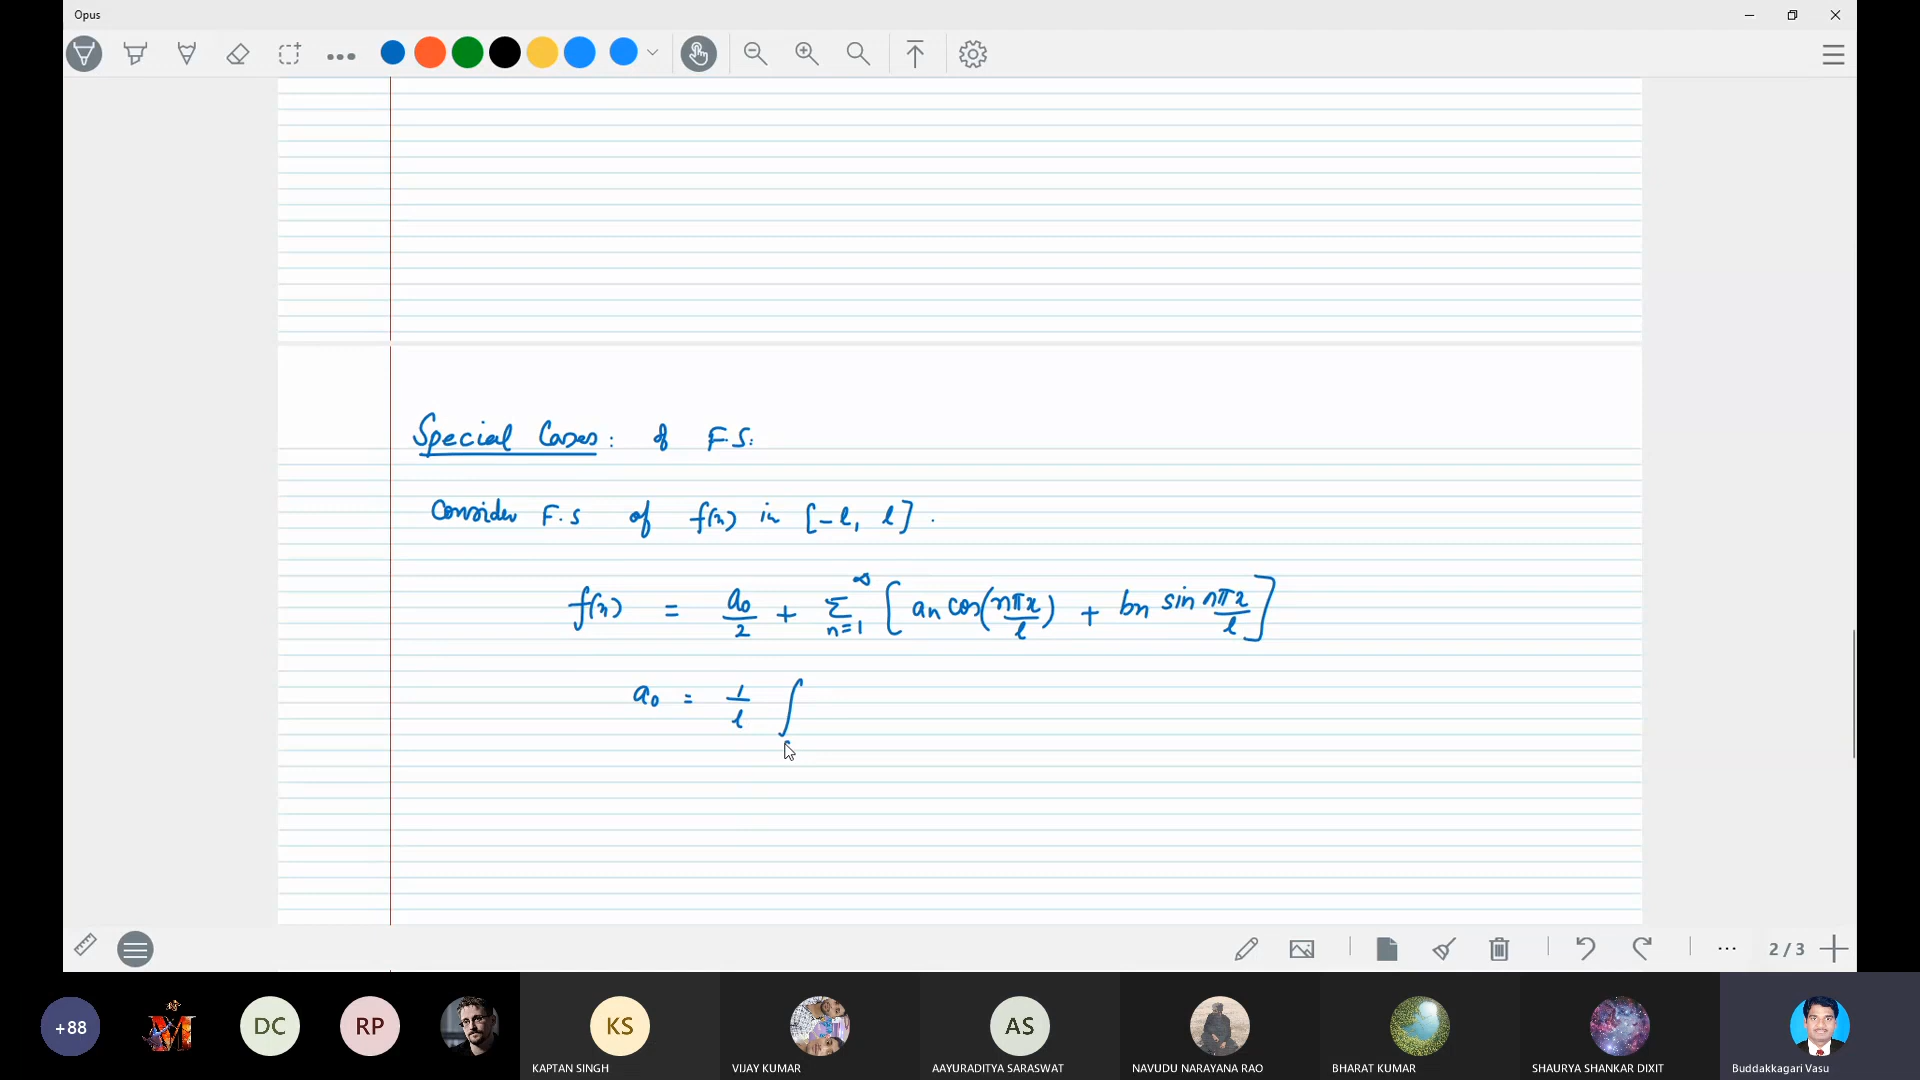 Opus
Special Cases: of F.S.
Consider F.S of f(x) in [-l, l].
f(x) = a₀/2 + ∑_{n=1}^{∞} [an cos(nπx/l) + bn sin nπx/l]
a₀ = 1/l ∫
2 / 3
+88
M
DC
RP
KS
AS
KAPTAN SINGH
VIJAY KUMAR
AAYURADITYA SARASWAT
NAVUDU NARAYANA RAO
BHARAT KUMAR
SHAURYA SHANKAR DIXIT
Buddakkagari Vasu